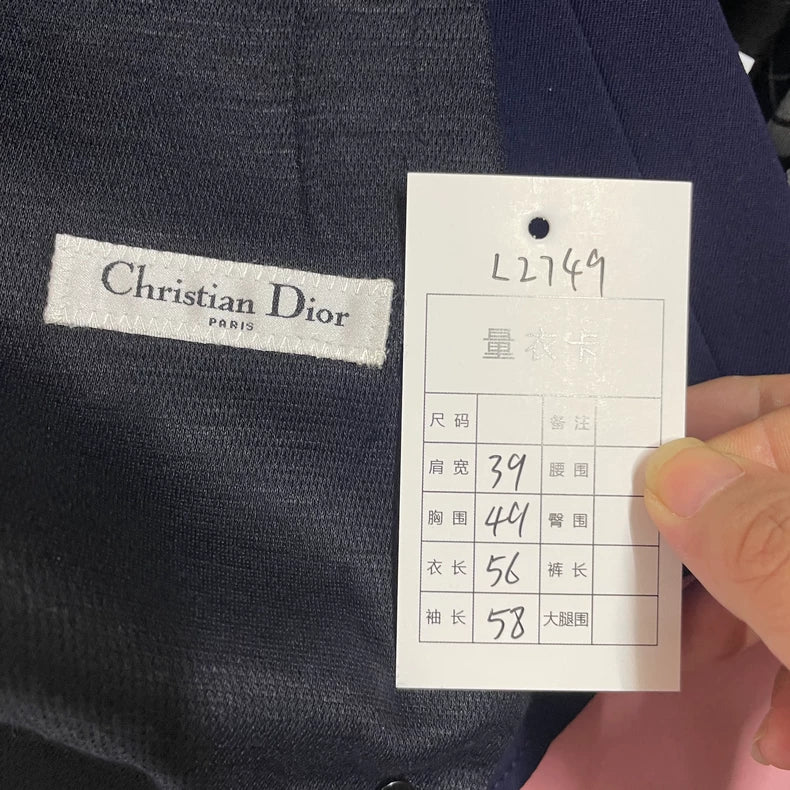 Christian Dior
PARIS
L2749
量衣卡
尺码 备注
肩宽 39 腰围
胸围 49 臀围
衣长 56 裤长
袖长 58 大腿围